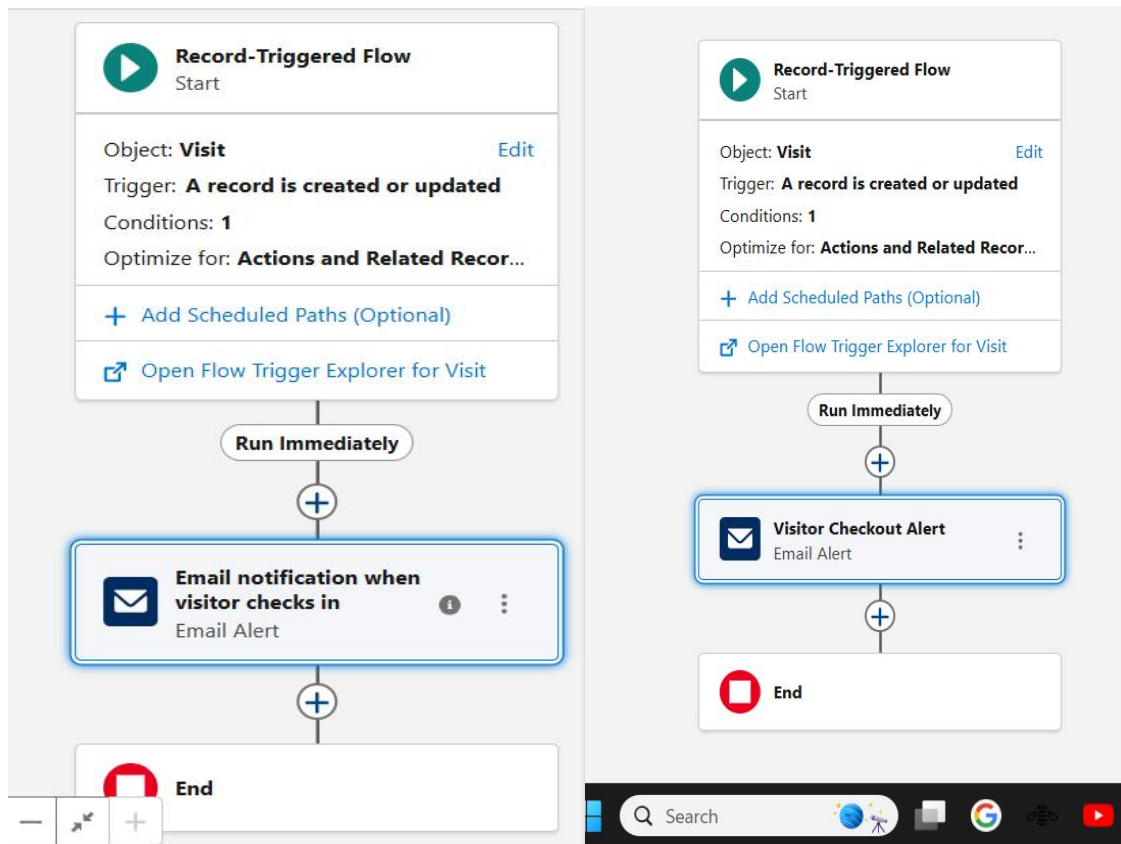 Record-Triggered Flow
Start
Object: Visit Edit
Trigger: A record is created or updated
Conditions: 1
Optimize for: Actions and Related Recor...
Add Scheduled Paths (Optional)
Open Flow Trigger Explorer for Visit
Run Immediately
Email notification when
visitor checks in
Email Alert
End
Record-Triggered Flow
Start
Object: Visit Edit
Trigger: A record is created or updated
Conditions: 1
Optimize for: Actions and Related Recor...
Add Scheduled Paths (Optional)
Open Flow Trigger Explorer for Visit
Run Immediately
Visitor Checkout Alert
Email Alert
End
Search